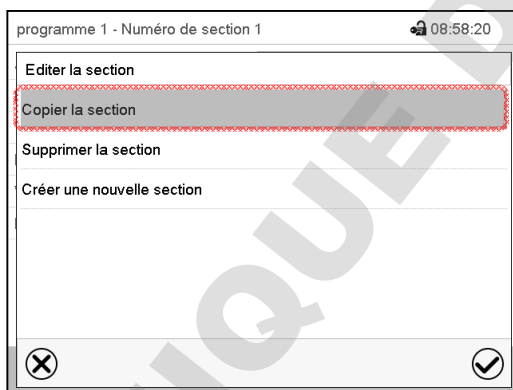 programme 1 - Numéro de section 1 08:58:20
Editer la section
Copier la section
Supprimer la section
Créer une nouvelle section